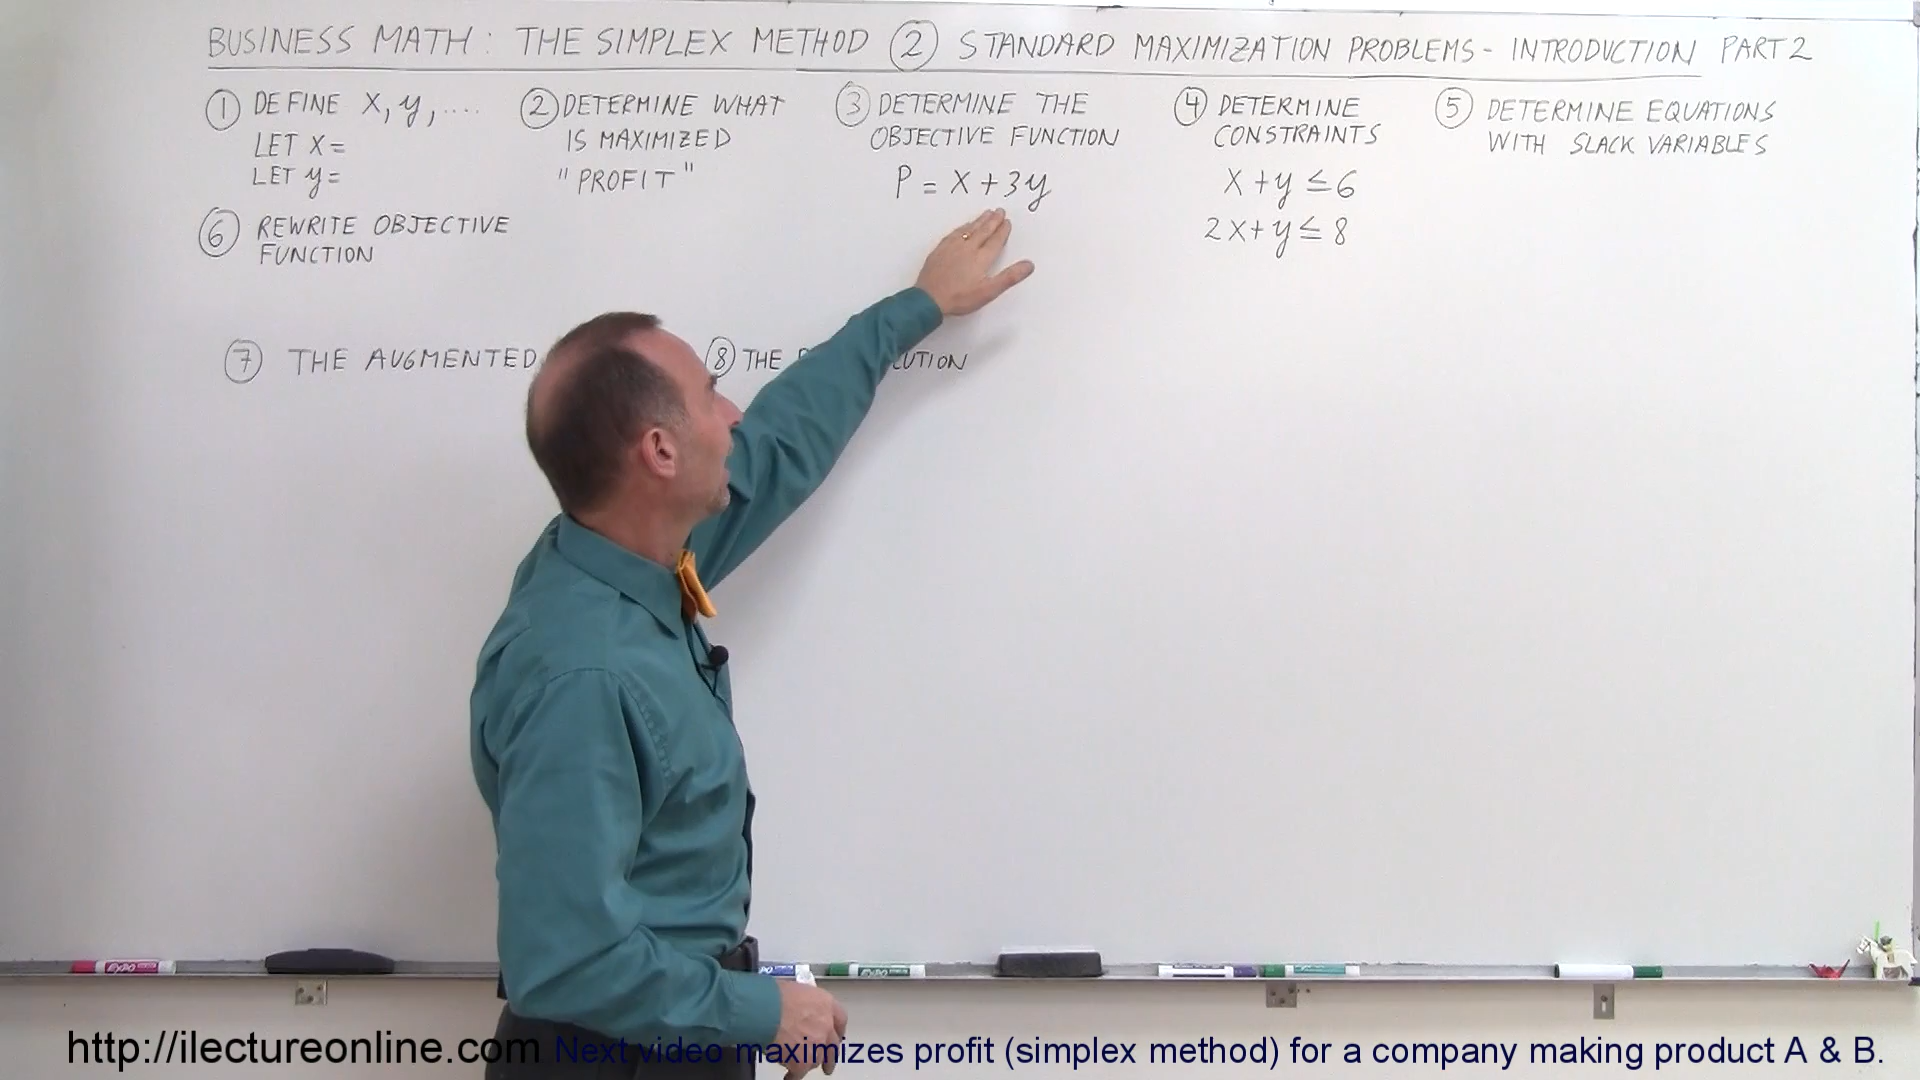 BUSINESS MATH: THE SIMPLEX METHOD ② STANDARD MAXIMIZATION PROBLEMS - INTRODUCTION PART 2
① DEFINE X, y, ....
LET X =
LET y =
② DETERMINE WHAT
IS MAXIMIZED
"PROFIT"
③ DETERMINE THE
OBJECTIVE FUNCTION
P = X + 3y
④ DETERMINE
CONSTRAINTS
X + y ≤ 6
2X + y ≤ 8
⑤ DETERMINE EQUATIONS
WITH SLACK VARIABLES
⑥ REWRITE OBJECTIVE
FUNCTION
⑦ THE AUGMENTED
⑧ THE
EXPO
EXPO
EXPO
http://ilectureonline.com Next video maximizes profit (simplex method) for a company making product A & B.